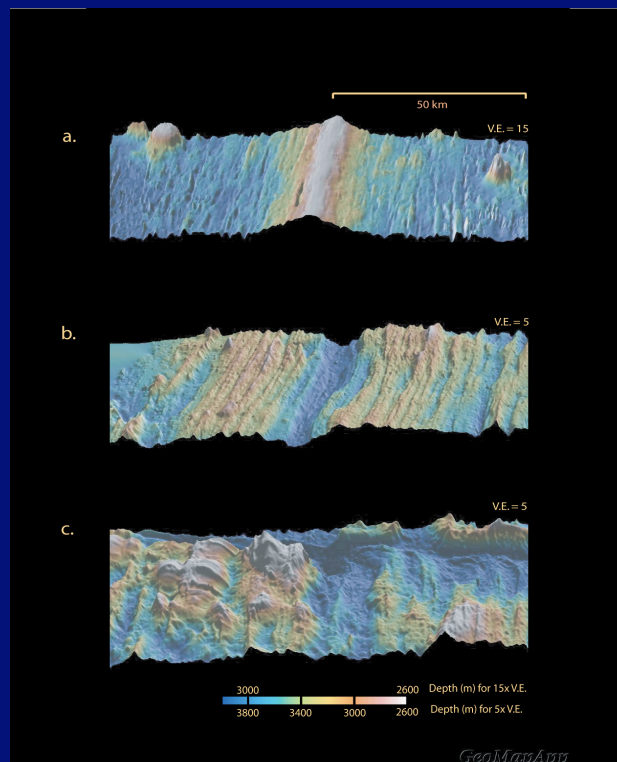 50 km
a.
V.E. = 15
V.E. = 5
b.
V.E. = 5
c.
3000 2600 Depth (m) for 15x V.E.
3800 3400 3000 2600 Depth (m) for 5x V.E.
GeoMapApp